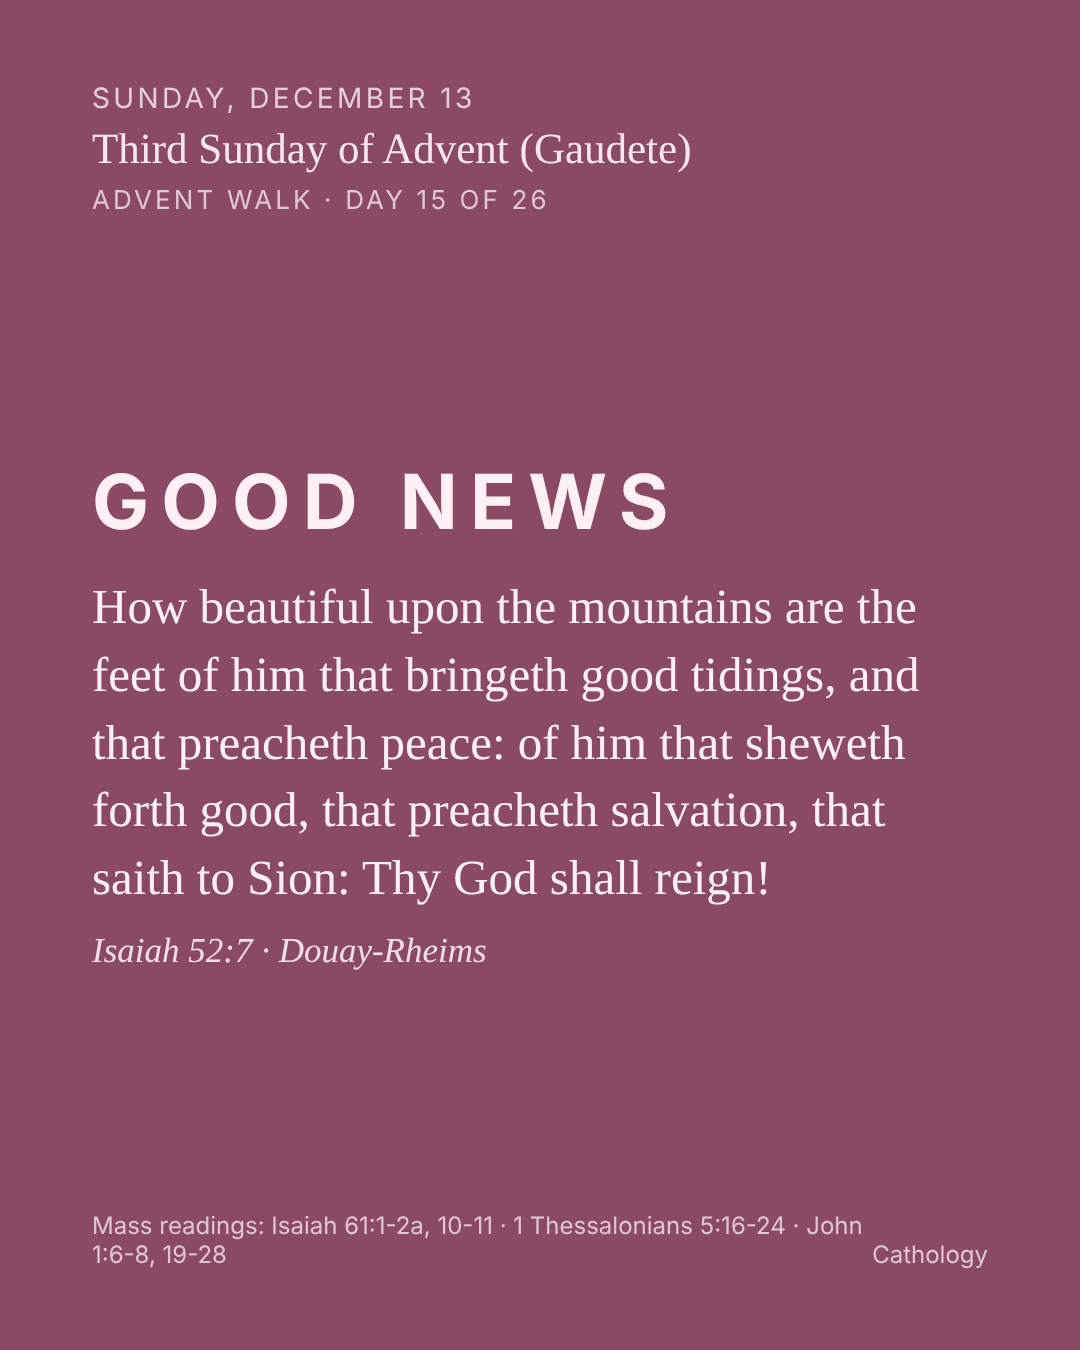 SUNDAY, DECEMBER 13
Third Sunday of Advent (Gaudete)
ADVENT WALK · DAY 15 OF 26
GOOD NEWS
How beautiful upon the mountains are the
feet of him that bringeth good tidings, and
that preacheth peace: of him that sheweth
forth good, that preacheth salvation, that
saith to Sion: Thy God shall reign!
Isaiah 52:7 · Douay-Rheims
Mass readings: Isaiah 61:1-2a, 10-11 · 1 Thessalonians 5:16-24 · John
1:6-8, 19-28
Cathology